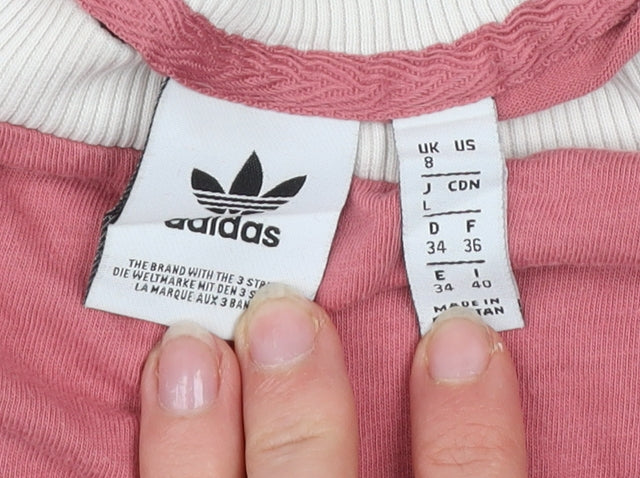 adidas
THE BRAND WITH THE 3
DIE WELTMARKE MIT DEN 3
LA MARQUE AUX 3
UK US
8
J CDN
L
D F
34 36
E I
34 40
MADE IN